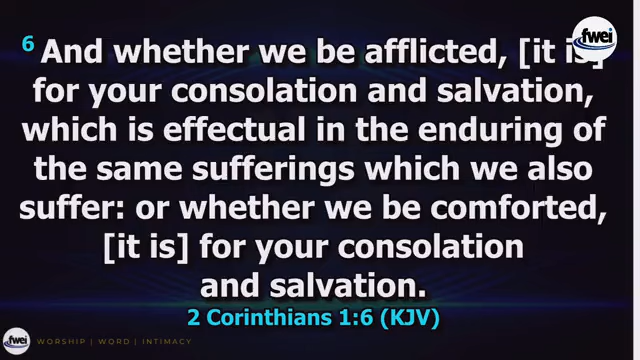 fwei
6 And whether we be afflicted, [it is]
for your consolation and salvation,
which is effectual in the enduring of
the same sufferings which we also
suffer: or whether we be comforted,
[it is] for your consolation
and salvation.
2 Corinthians 1:6 (KJV)
fwei WORSHIP | WORD | INTIMACY